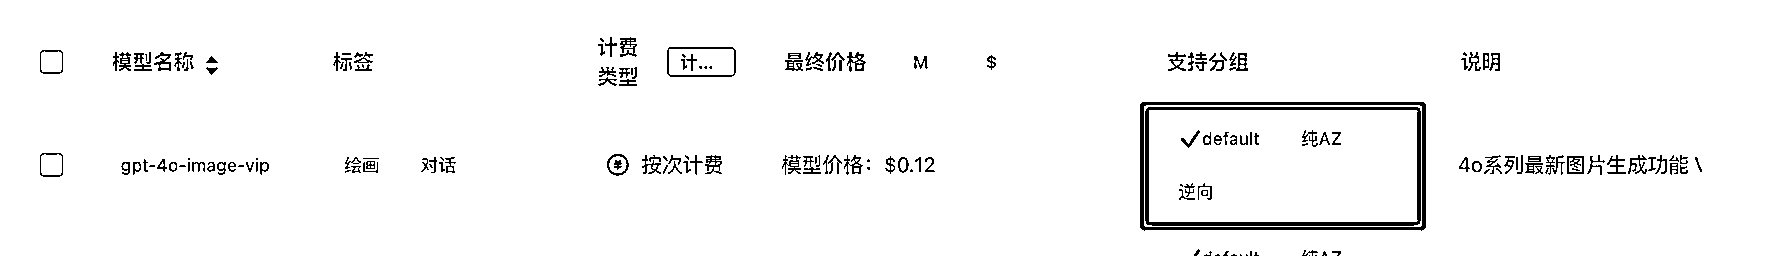 模型名称 标签 计费类型 计... 最终价格 M $ 支持分组 说明
gpt-4o-image-vip 绘画 对话 按次计费 模型价格：$0.12 default 纯AZ 4o系列最新图片生成功能 \
逆向
default 纯AZ